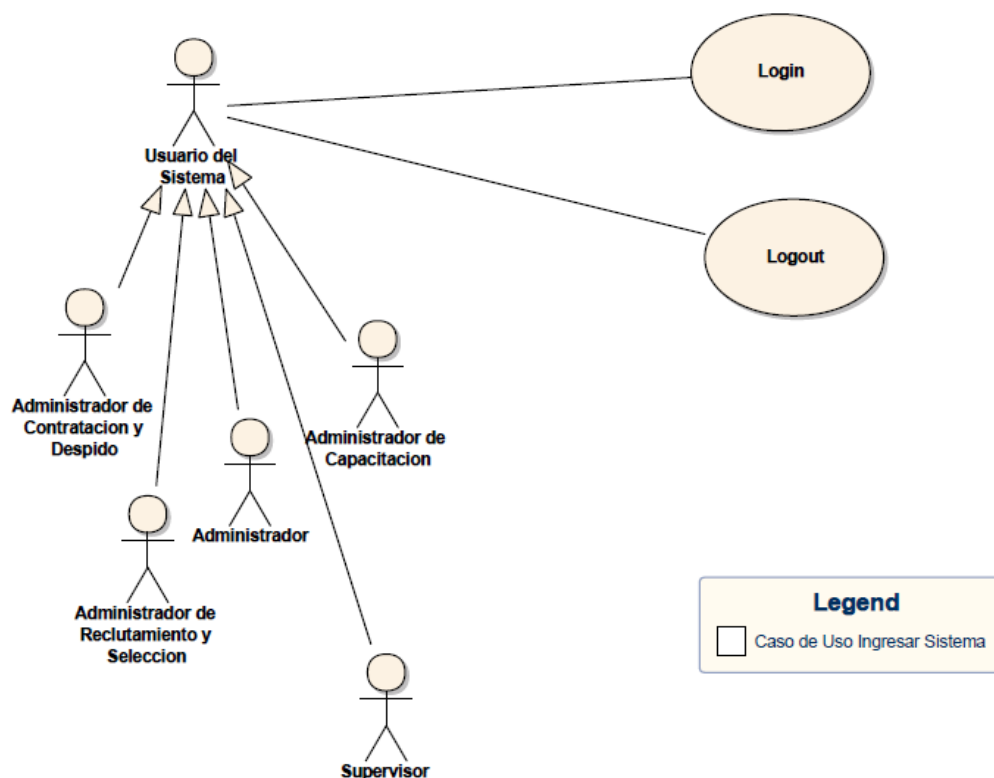 Login
Usuario del
Sistema
Logout
Administrador de
Contratacion y
Despido
Administrador de
Capacitacion
Administrador
Administrador de
Reclutamiento y
Seleccion
Legend
Caso de Uso Ingresar Sistema
Supervisor